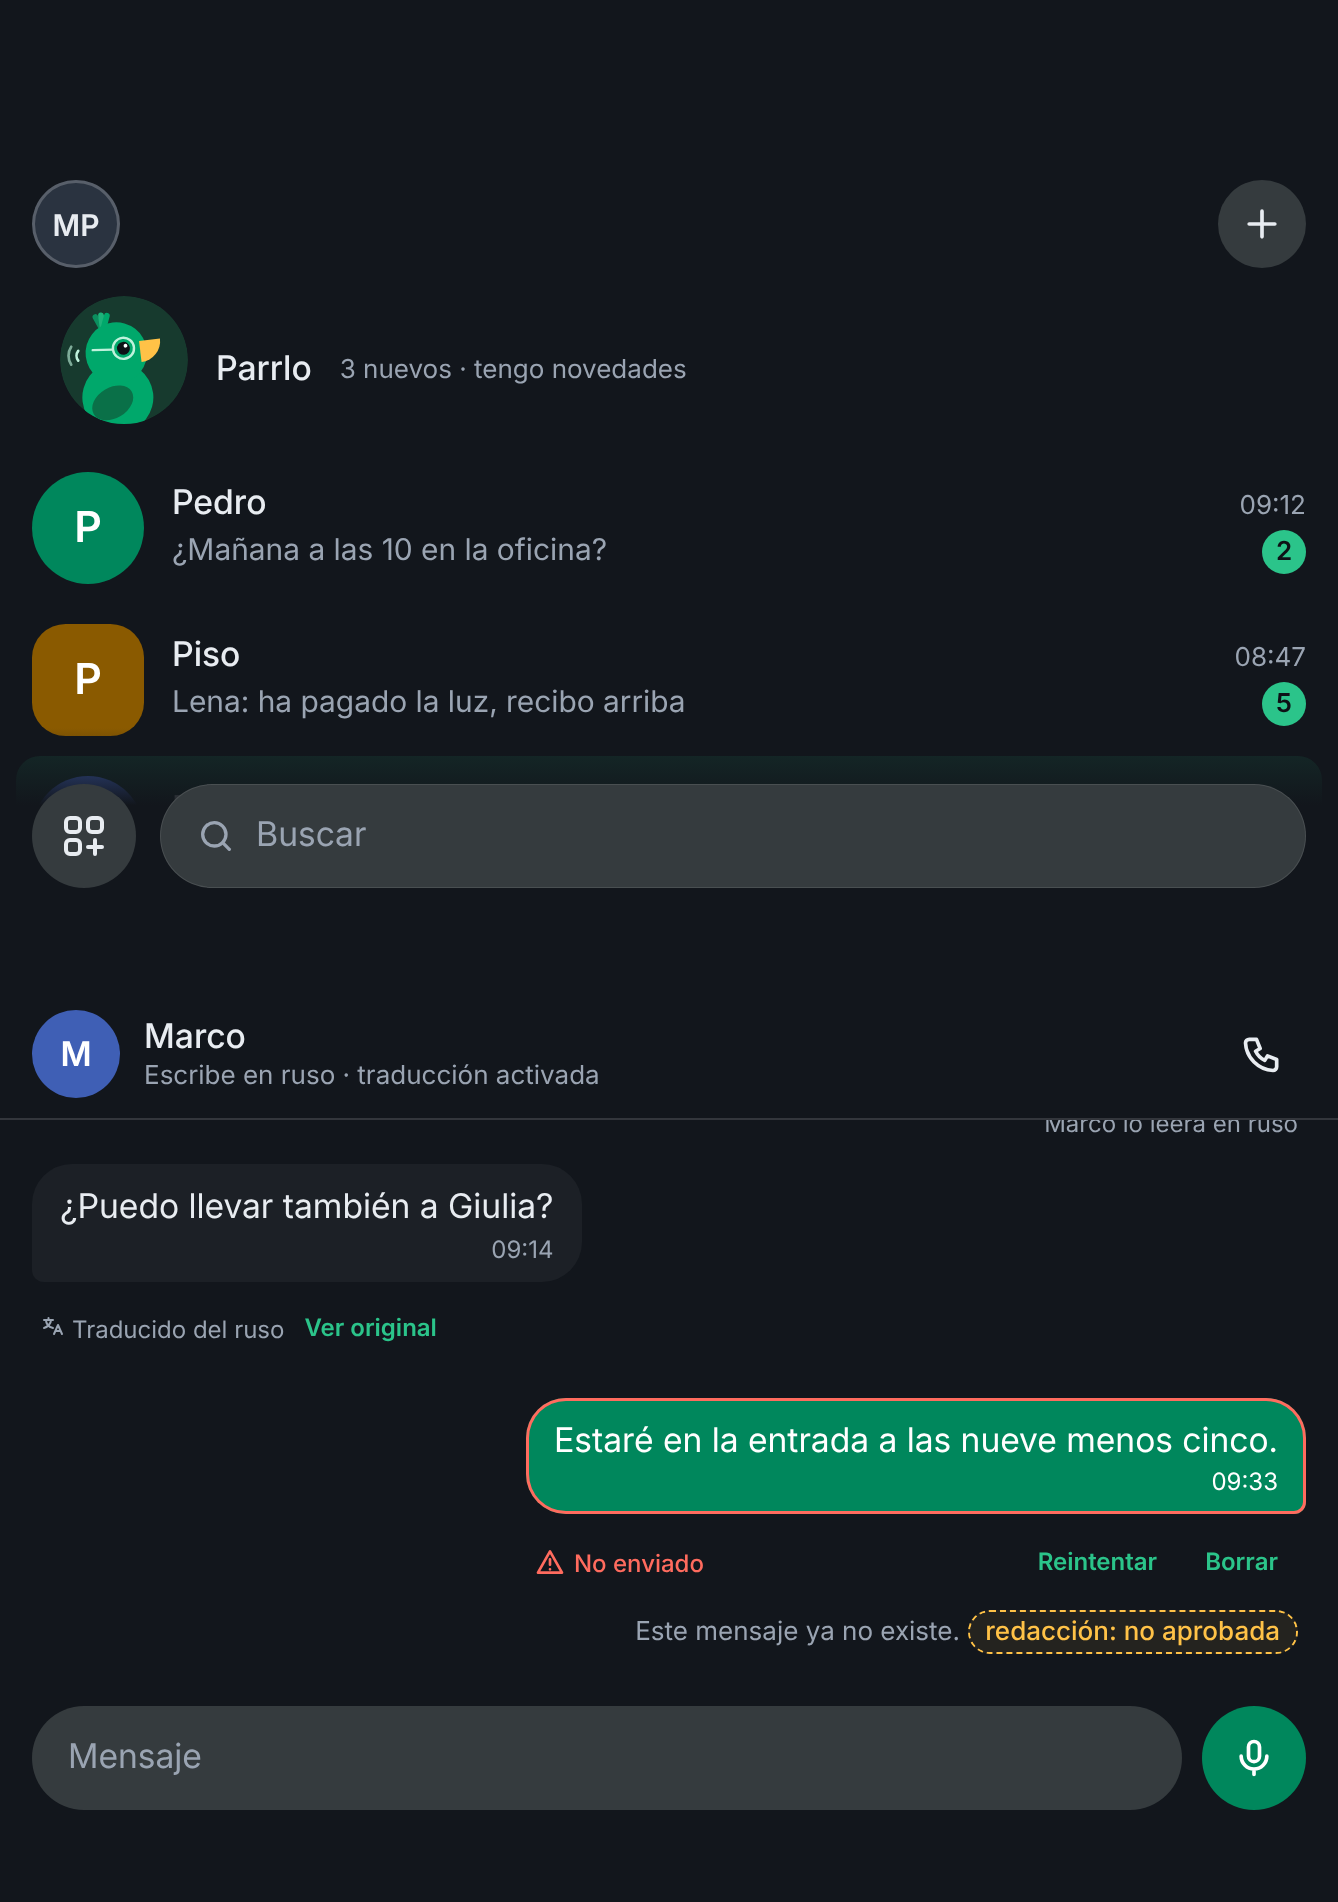 MP
Parrlo 3 nuevos · tengo novedades
P
Pedro
09:12
¿Mañana a las 10 en la oficina?
2
P
Piso
08:47
Lena: ha pagado la luz, recibo arriba
5
Buscar
M
Marco
Escribe en ruso · traducción activada
Marco lo leerá en ruso
¿Puedo llevar también a Giulia?
09:14
Traducido del ruso Ver original
Estaré en la entrada a las nueve menos cinco.
09:33
No enviado Reintentar Borrar
Este mensaje ya no existe. redacción: no aprobada
Mensaje